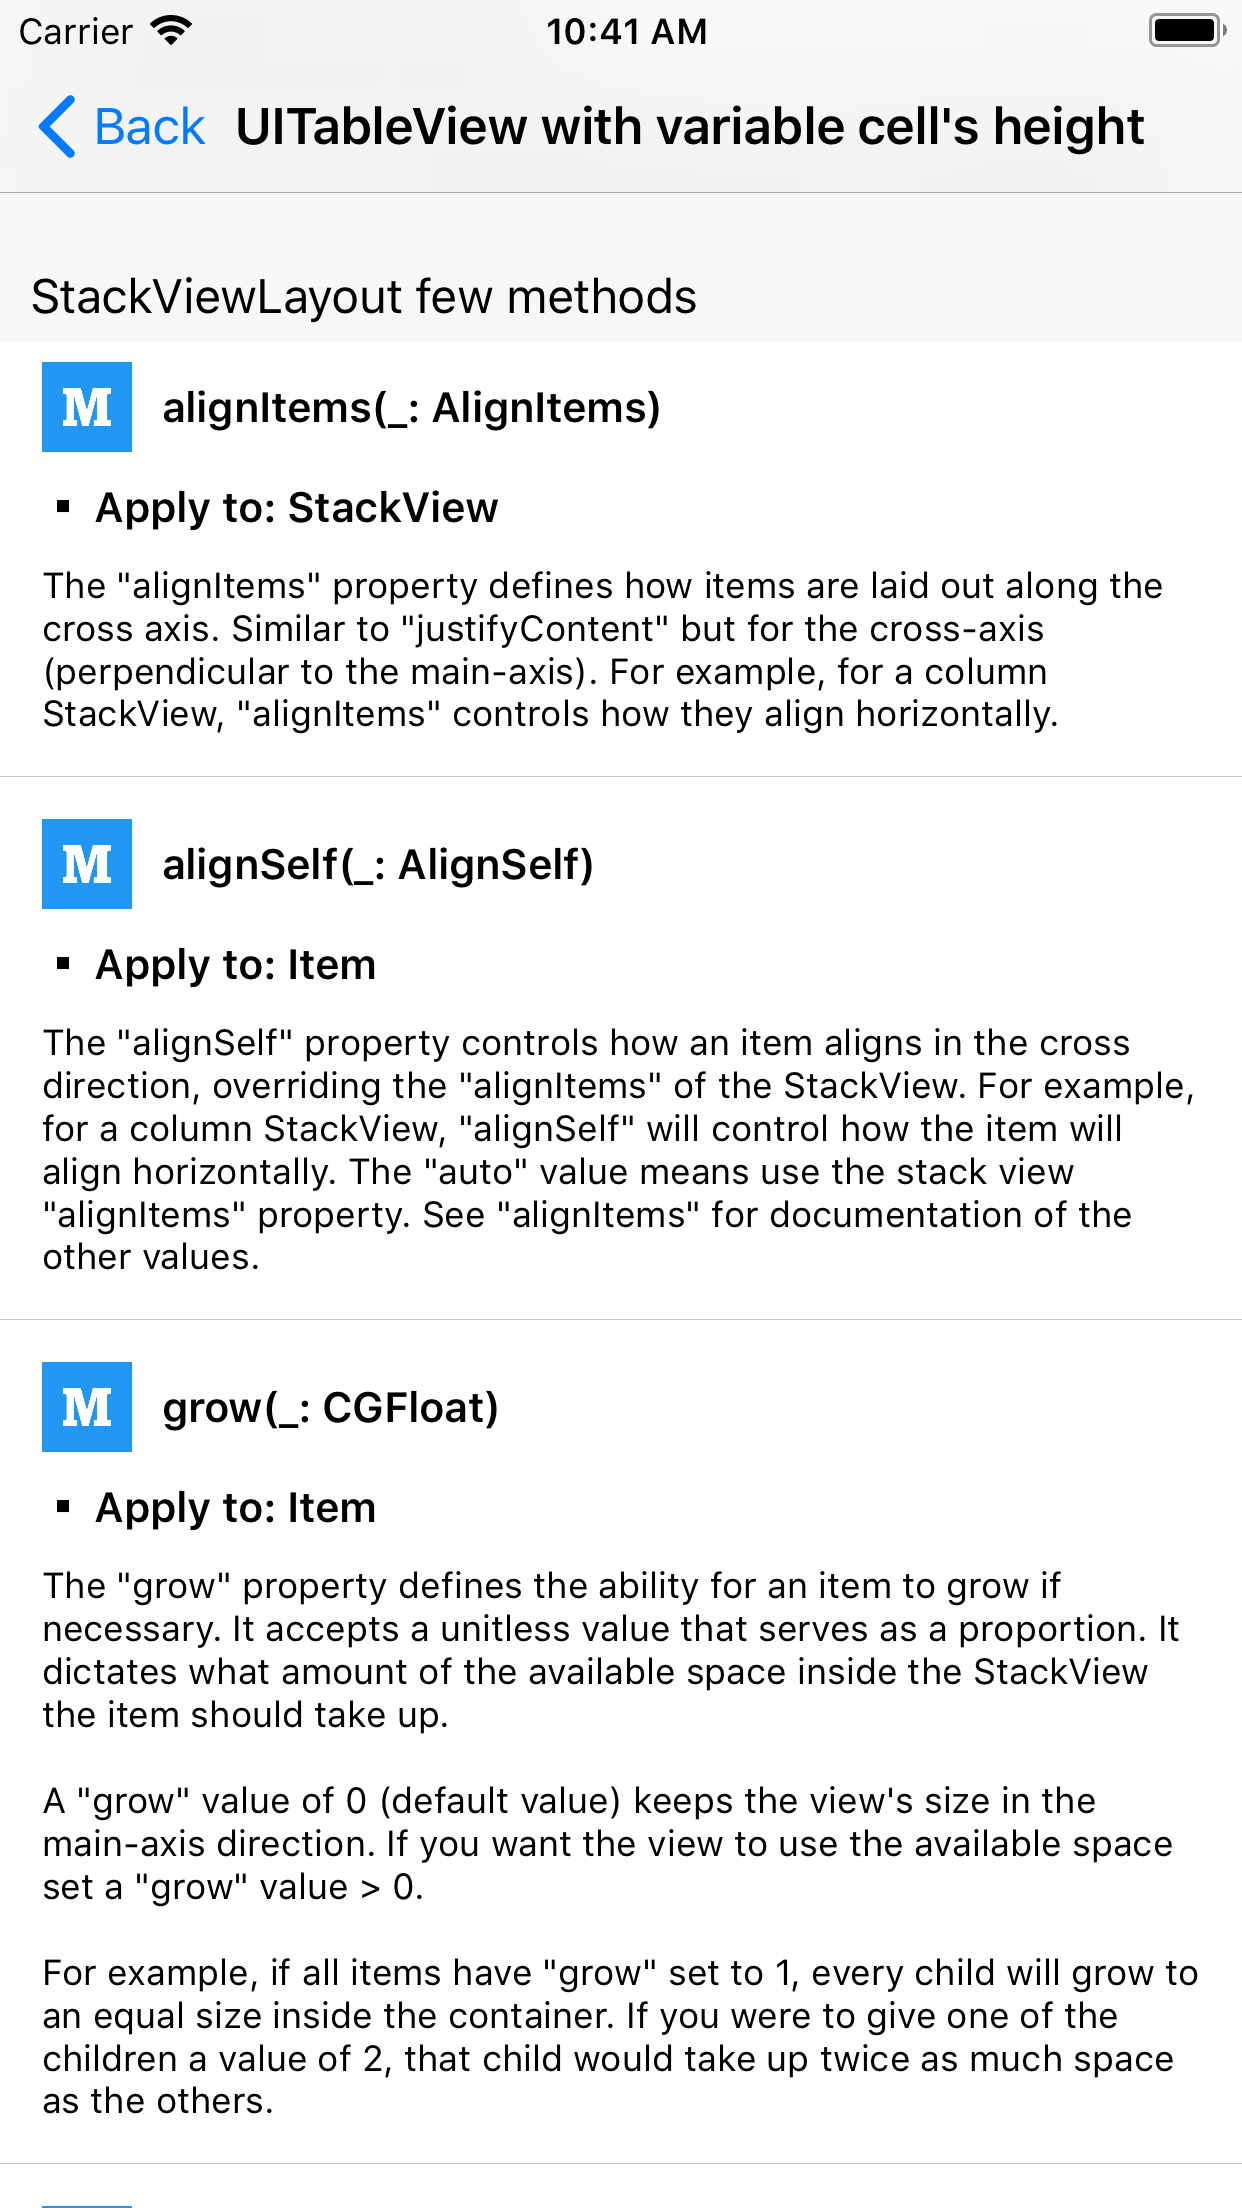 Carrier 10:41 AM
Back UITableView with variable cell's height
StackViewLayout few methods
M alignItems(_: AlignItems)
▪ Apply to: StackView
The "alignItems" property defines how items are laid out along the
cross axis. Similar to "justifyContent" but for the cross-axis
(perpendicular to the main-axis). For example, for a column
StackView, "alignItems" controls how they align horizontally.
M alignSelf(_: AlignSelf)
▪ Apply to: Item
The "alignSelf" property controls how an item aligns in the cross
direction, overriding the "alignItems" of the StackView. For example,
for a column StackView, "alignSelf" will control how the item will
align horizontally. The "auto" value means use the stack view
"alignItems" property. See "alignItems" for documentation of the
other values.
M grow(_: CGFloat)
▪ Apply to: Item
The "grow" property defines the ability for an item to grow if
necessary. It accepts a unitless value that serves as a proportion. It
dictates what amount of the available space inside the StackView
the item should take up.
A "grow" value of 0 (default value) keeps the view's size in the
main-axis direction. If you want the view to use the available space
set a "grow" value > 0.
For example, if all items have "grow" set to 1, every child will grow to
an equal size inside the container. If you were to give one of the
children a value of 2, that child would take up twice as much space
as the others.